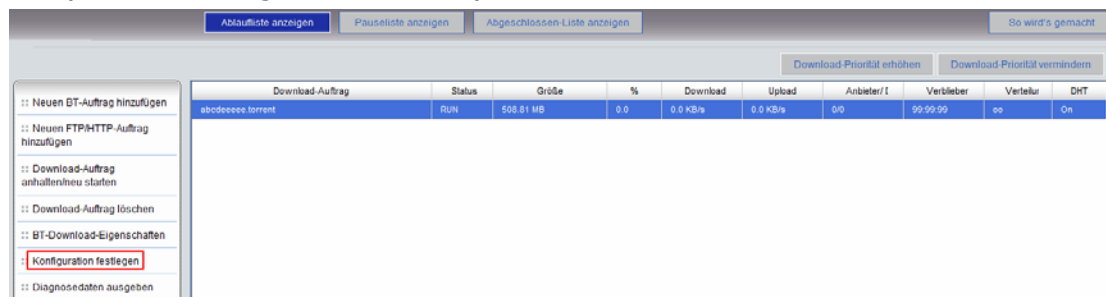 Ablaufliste anzeigen Pauseliste anzeigen Abgeschlossen-Liste anzeigen So wird's gemacht
Download-Priorität erhöhen Download-Priorität vermindern
Download-Auftrag Status Größe % Download Upload Anbieter/ Verblieber Verteilur DHT
abcdeeeee.torrent RUN 508.81 MB 0.0 0.0 KB/s 0.0 KB/s 0/0 99:99:99 ∞ On
:: Neuen BT-Auftrag hinzufügen
:: Neuen FTP/HTTP-Auftrag
hinzufügen
:: Download-Auftrag
anhalten/neu starten
:: Download-Auftrag löschen
:: BT-Download-Eigenschaften
:: Konfiguration festlegen
:: Diagnosedaten ausgeben